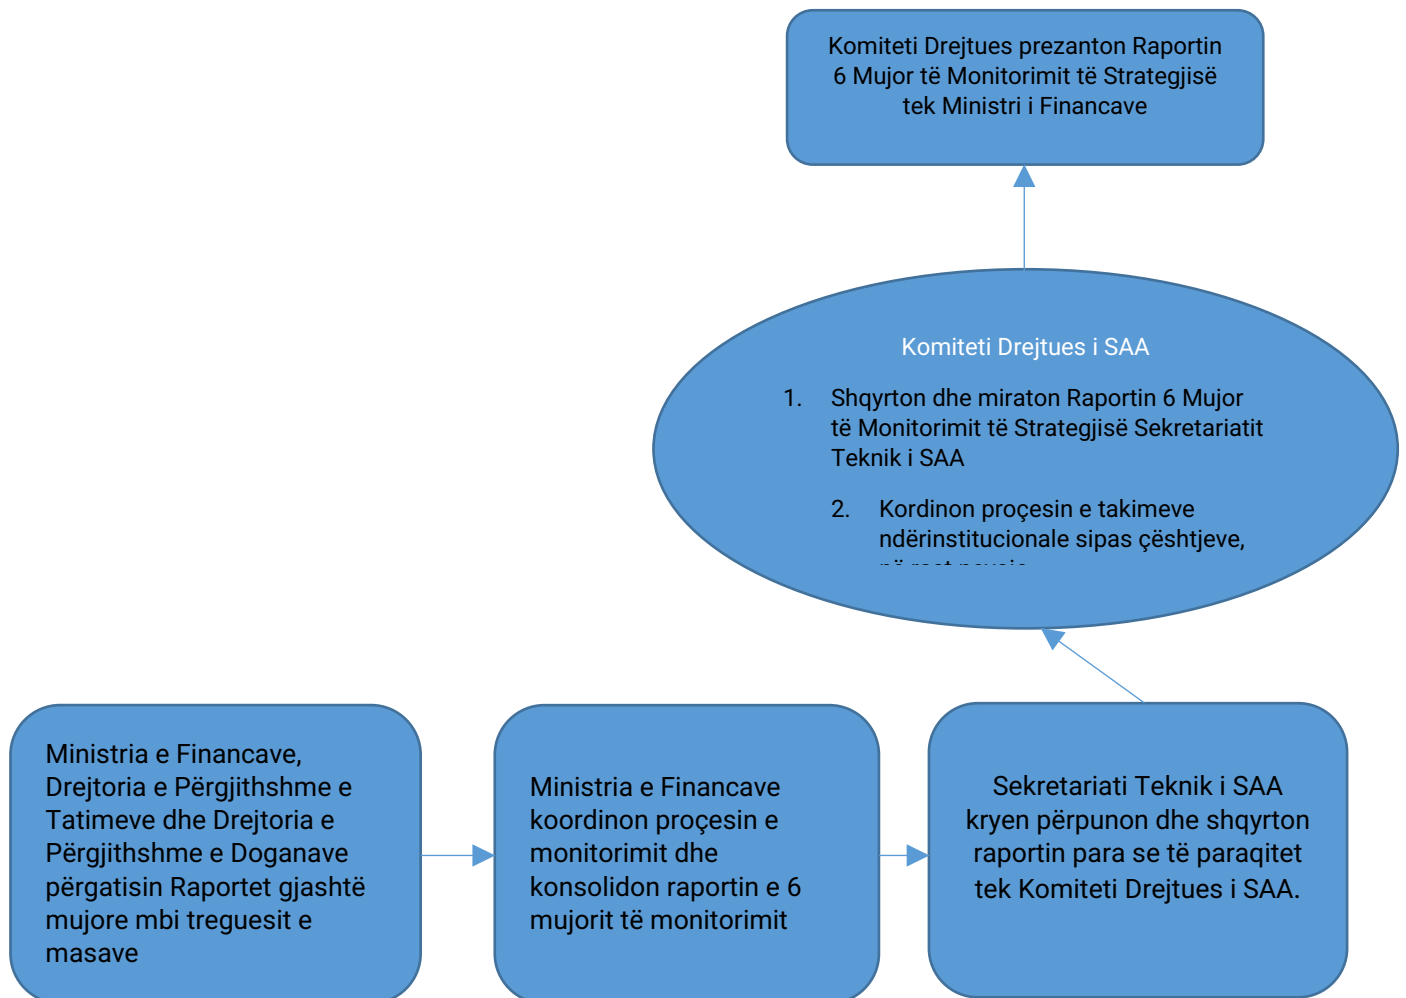 Komiteti Drejtues prezanton Raportin
6 Mujor të Monitorimit të Strategjisë
tek Ministri i Financave
Komiteti Drejtues i SAA
1. Shqyrton dhe miraton Raportin 6 Mujor
të Monitorimit të Strategjisë Sekretariatit
Teknik i SAA
2. Kordinon proçesin e takimeve
ndërinstitucionale sipas çështjeve,
Ministria e Financave,
Drejtoria e Përgjithshme e
Tatimeve dhe Drejtoria e
Përgjithshme e Doganave
përgatisin Raportet gjashtë
mujore mbi treguesit e
masave
Ministria e Financave
koordinon proçesin e
monitorimit dhe
konsolidon raportin e 6
mujorit të monitorimit
Sekretariati Teknik i SAA
kryen përpunon dhe shqyrton
raportin para se të paraqitet
tek Komiteti Drejtues i SAA.